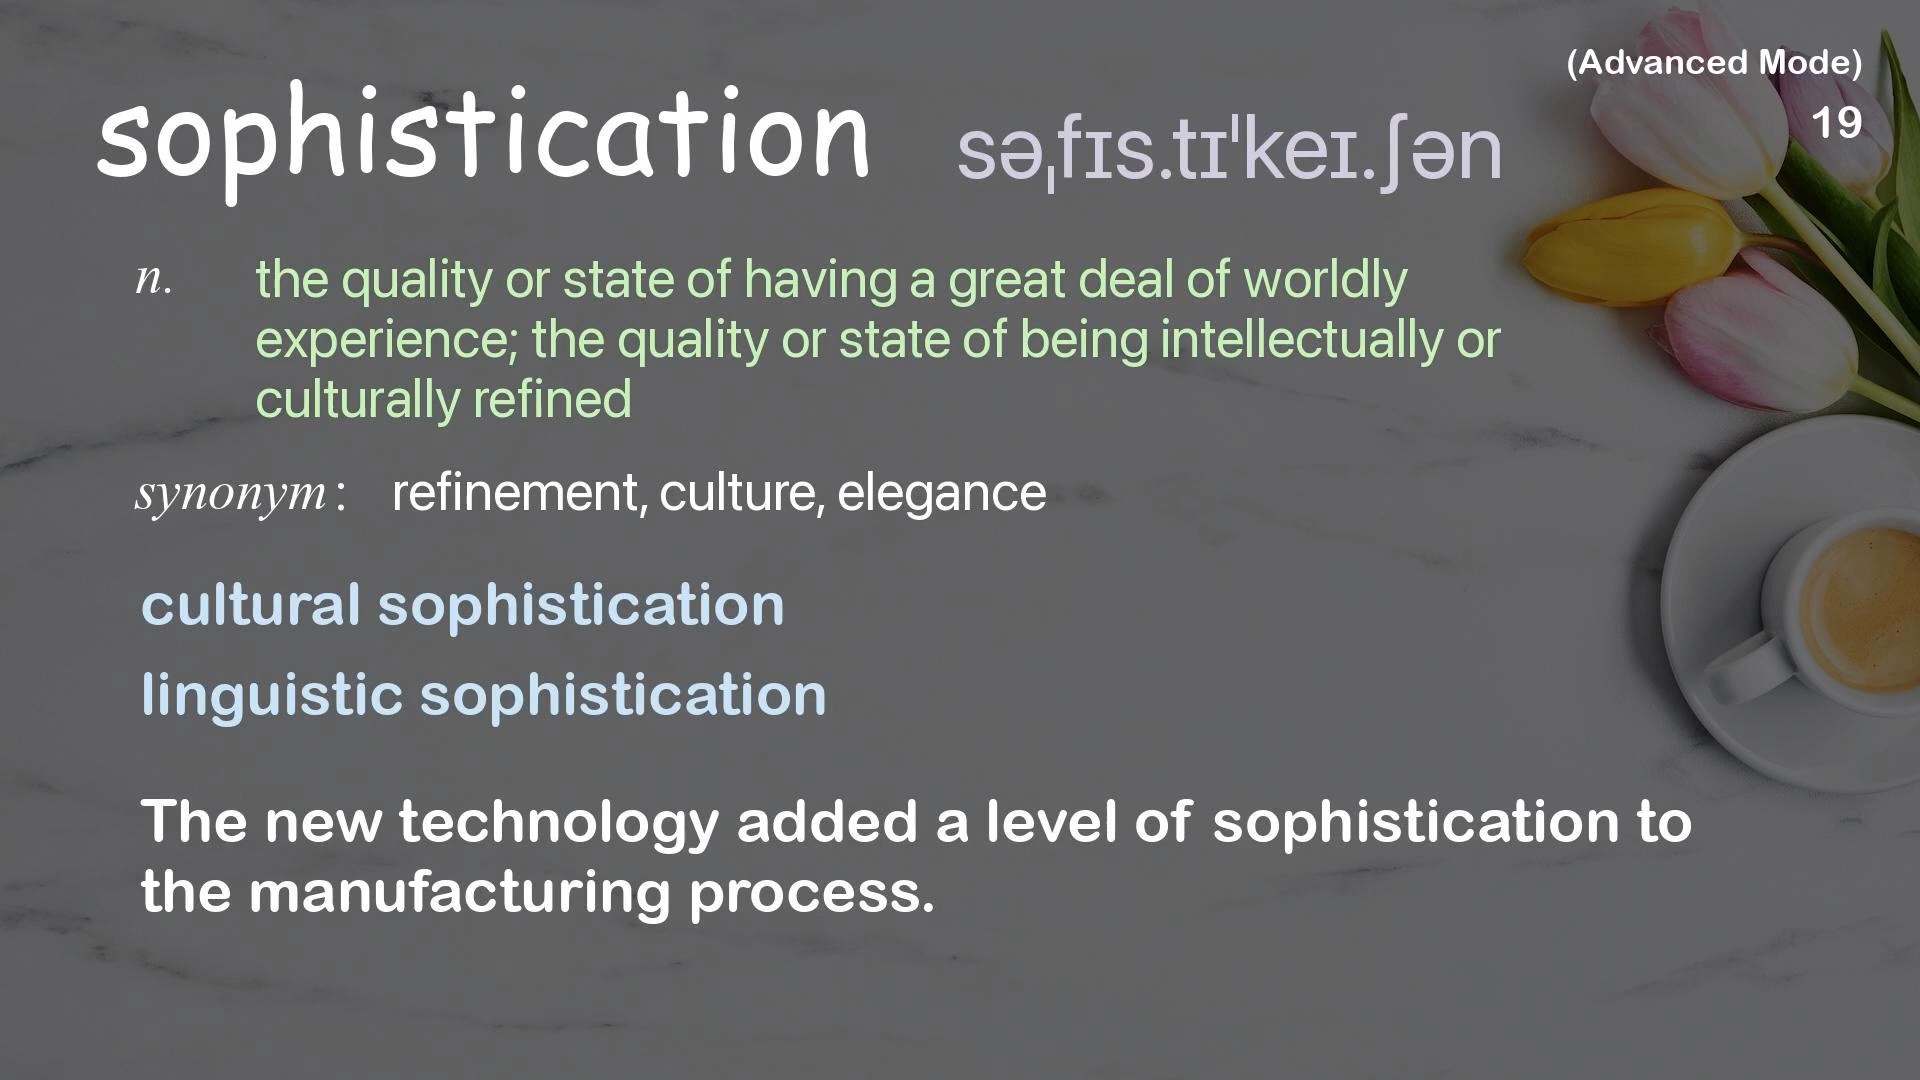 (Advanced Mode)
19
sophistication səˌfɪs.tɪˈkeɪ.ʃən
n. the quality or state of having a great deal of worldly
experience; the quality or state of being intellectually or
culturally refined
synonym : refinement, culture, elegance
cultural sophistication
linguistic sophistication
The new technology added a level of sophistication to
the manufacturing process.